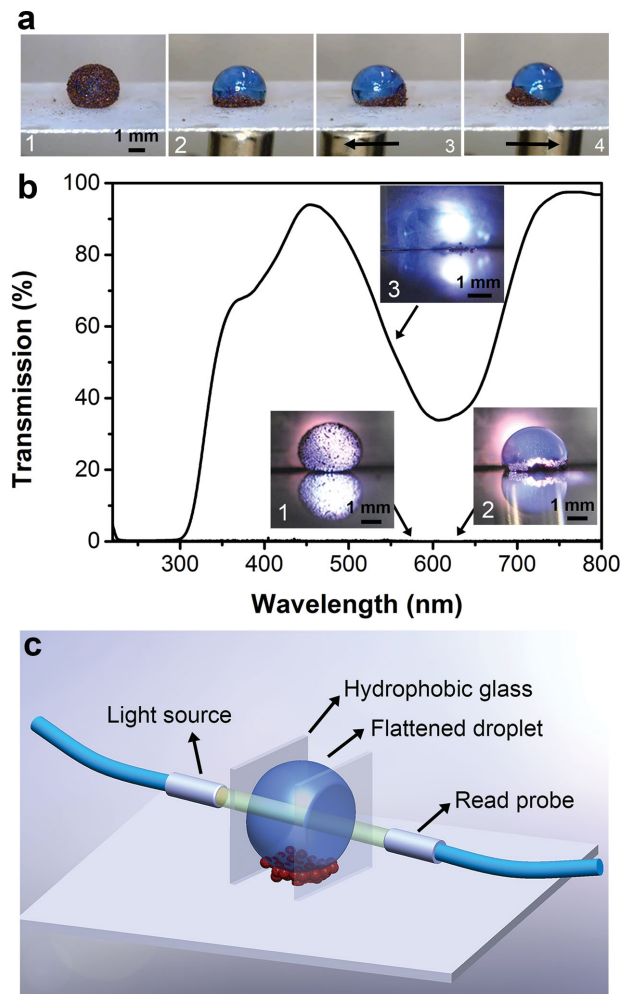 a
1
1 mm
2
3
4
b
Transmission (%)
100
80
60
40
20
0
3
1 mm
1
1 mm
2
1 mm
300 400 500 600 700 800
Wavelength (nm)
c
Hydrophobic glass
Light source
Flattened droplet
Read probe